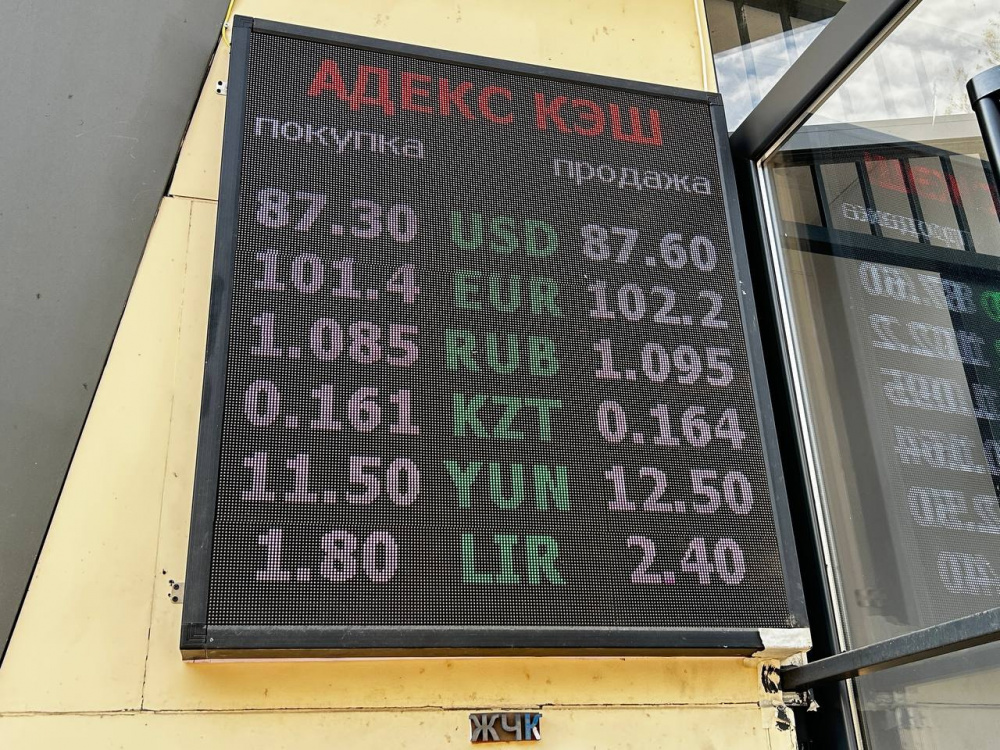 АДЕКС КЭШ
покупка продажа
87.30 USD 87.60
101.4 EUR 102.2
1.085 RUB 1.095
0.161 KZT 0.164
11.50 YUN 12.50
1.80 LIR 2.40
ЖЧК